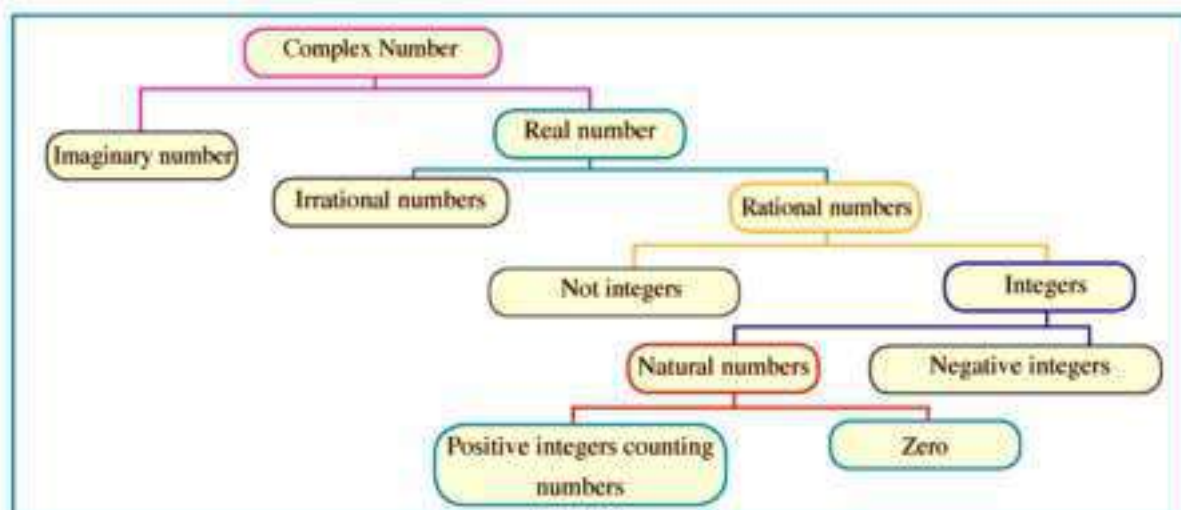 Complex Number
Real number
Imaginary number
Irrational numbers
Rational numbers
Not integers
Integers
Natural numbers
Negative integers
Positive integers counting
numbers
Zero